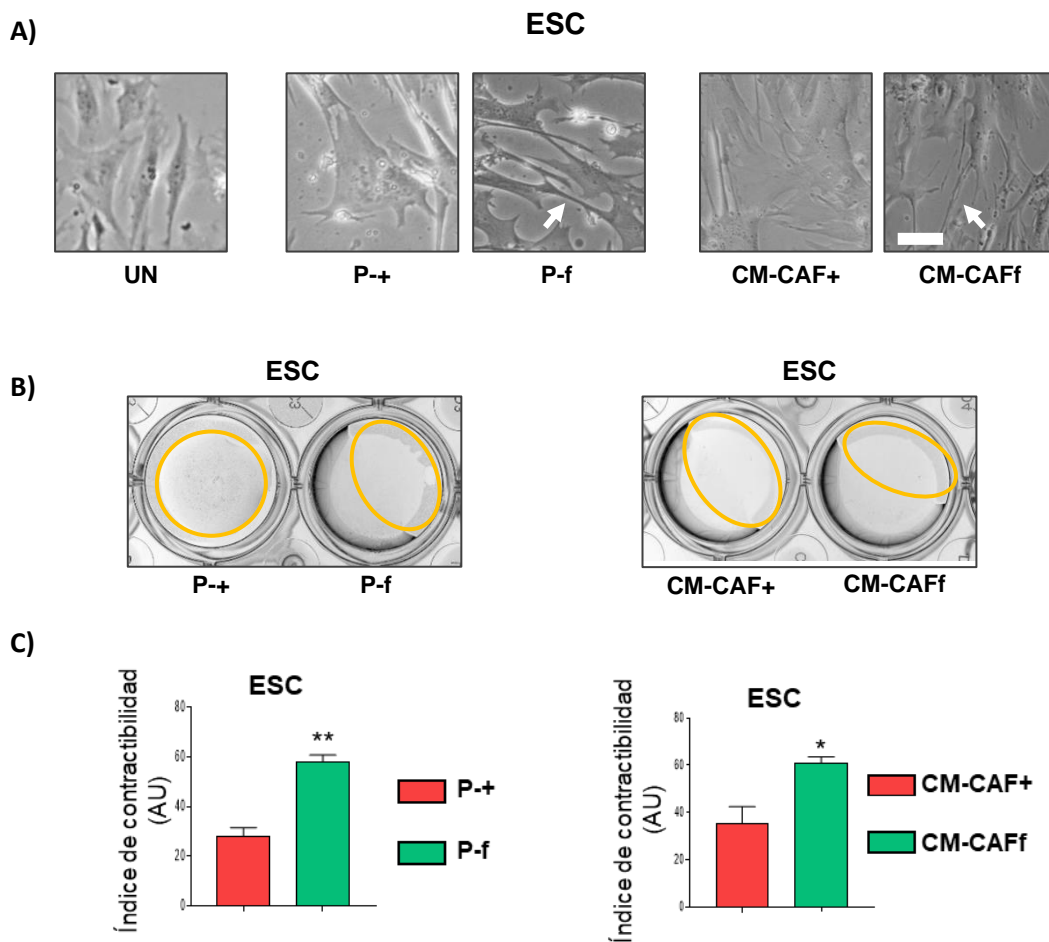 A)
ESC
UN
P-+
P-f
CM-CAF+
CM-CAFf
B)
ESC
ESC
P-+
P-f
CM-CAF+
CM-CAFf
C)
Índice de contractibilidad
(AU)
ESC
80
60
40
20
0
**
P-+
P-f
Índice de contractibilidad
(AU)
ESC
80
60
40
20
0
*
CM-CAF+
CM-CAFf